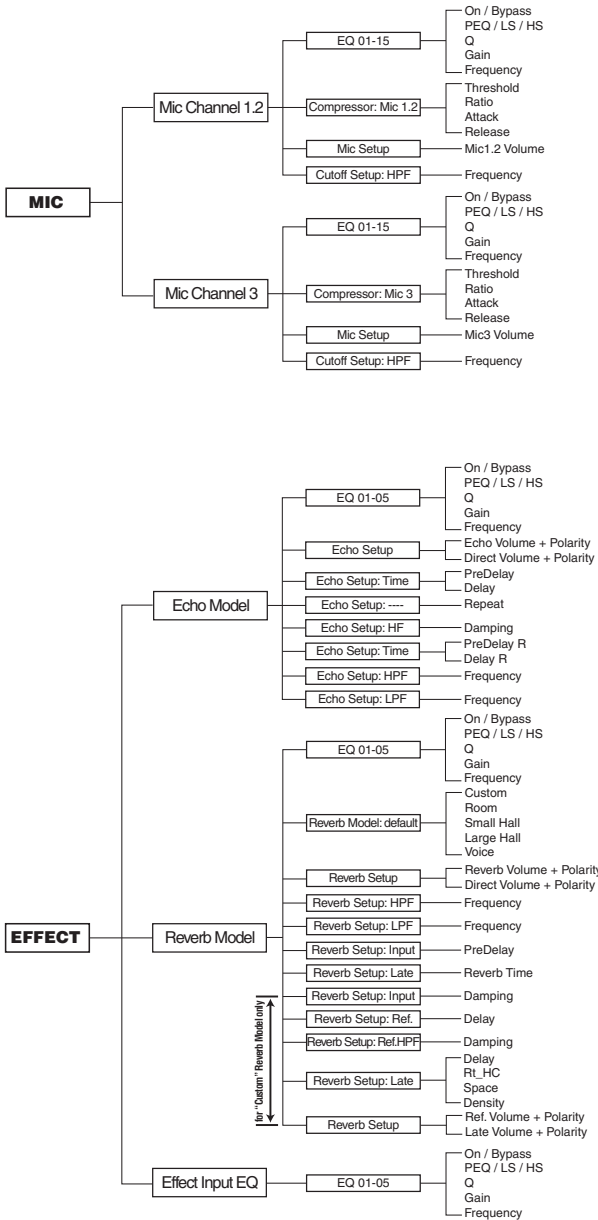 MIC
Mic Channel 1.2
EQ 01-15
On / Bypass
PEQ / LS / HS
Q
Gain
Frequency
Compressor: Mic 1.2
Threshold
Ratio
Attack
Release
Mic Setup
Mic1.2 Volume
Cutoff Setup: HPF
Frequency
Mic Channel 3
EQ 01-15
On / Bypass
PEQ / LS / HS
Q
Gain
Frequency
Compressor: Mic 3
Threshold
Ratio
Attack
Release
Mic Setup
Mic3 Volume
Cutoff Setup: HPF
Frequency
EFFECT
Echo Model
EQ 01-05
On / Bypass
PEQ / LS / HS
Q
Gain
Frequency
Echo Setup
Echo Volume + Polarity
Direct Volume + Polarity
Echo Setup: Time
PreDelay
Delay
Echo Setup: ----
Repeat
Echo Setup: HF
Damping
Echo Setup: Time
PreDelay R
Delay R
Echo Setup: HPF
Frequency
Echo Setup: LPF
Frequency
Reverb Model
EQ 01-05
On / Bypass
PEQ / LS / HS
Q
Gain
Frequency
Reverb Model: default
Custom
Room
Small Hall
Large Hall
Voice
Reverb Setup
Reverb Volume + Polarity
Direct Volume + Polarity
Reverb Setup: HPF
Frequency
Reverb Setup: LPF
Frequency
Reverb Setup: Input
PreDelay
Reverb Setup: Late
Reverb Time
for "Custom" Reverb Model only
Reverb Setup: Input
Damping
Reverb Setup: Ref.
Delay
Reverb Setup: Ref.HPF
Damping
Reverb Setup: Late
Delay
Rt_HC
Space
Density
Reverb Setup
Ref. Volume + Polarity
Late Volume + Polarity
Effect Input EQ
EQ 01-05
On / Bypass
PEQ / LS / HS
Q
Gain
Frequency